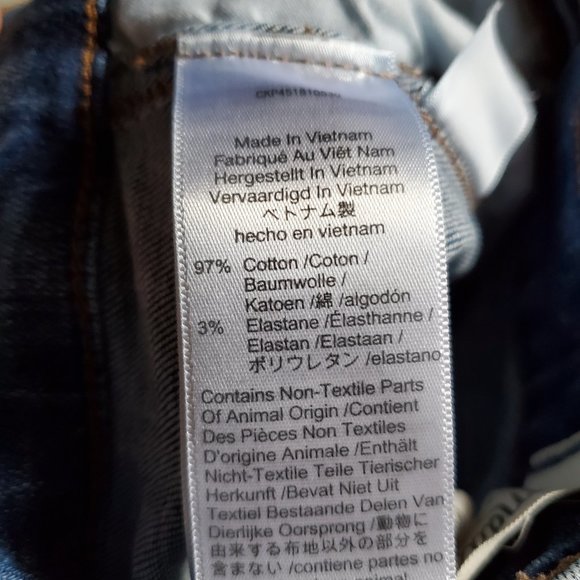 Made In Vietnam
Fabriqué Au Viêt Nam
Hergestellt In Vietnam
Vervaardigd In Vietnam
ベトナム製
hecho en vietnam
97% Cotton /Coton /
Baumwolle /
Katoen /綿 /algodón
3% Elastane /Élasthanne /
Elastan /Elastaan /
ポリウレタン /elastano
Contains Non-Textile Parts
Of Animal Origin /Contient
Des Pièces Non Textiles
D'origine Animale /Enthält
Nicht-Textile Teile Tierischer
Herkunft /Bevat Niet Uit
Textiel Bestaande Delen Van
Dierlijke Oorsprong /動物に
由来する布地以外の部分を
含まない /contiene partes no